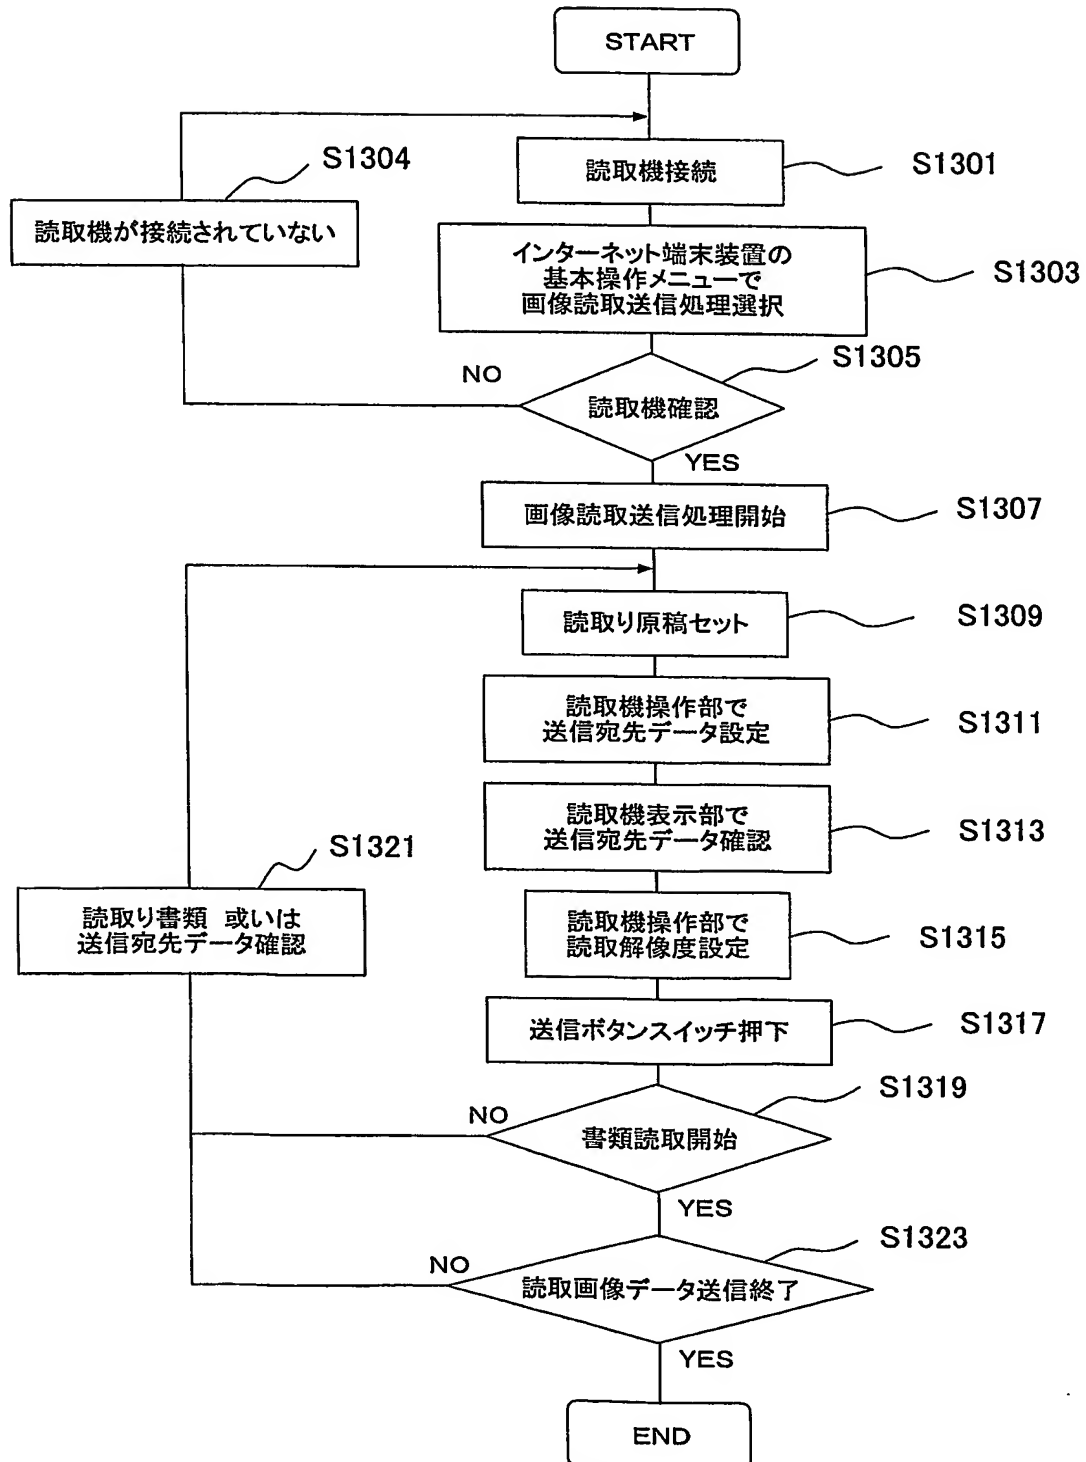 START
S1304
読取機接続
S1301
読取機が接続されていない
インターネット端末装置の
基本操作メニューで
画像読取送信処理選択
S1303
S1305
NO
読取機確認
YES
画像読取送信処理開始
S1307
読取り原稿セット
S1309
読取機操作部で
送信宛先データ設定
S1311
読取機表示部で
送信宛先データ確認
S1313
S1321
読取り書類 或いは
送信宛先データ確認
読取機操作部で
読取解像度設定
S1315
送信ボタンスイッチ押下
S1317
S1319
NO
書類読取開始
YES
S1323
NO
読取画像データ送信終了
YES
END